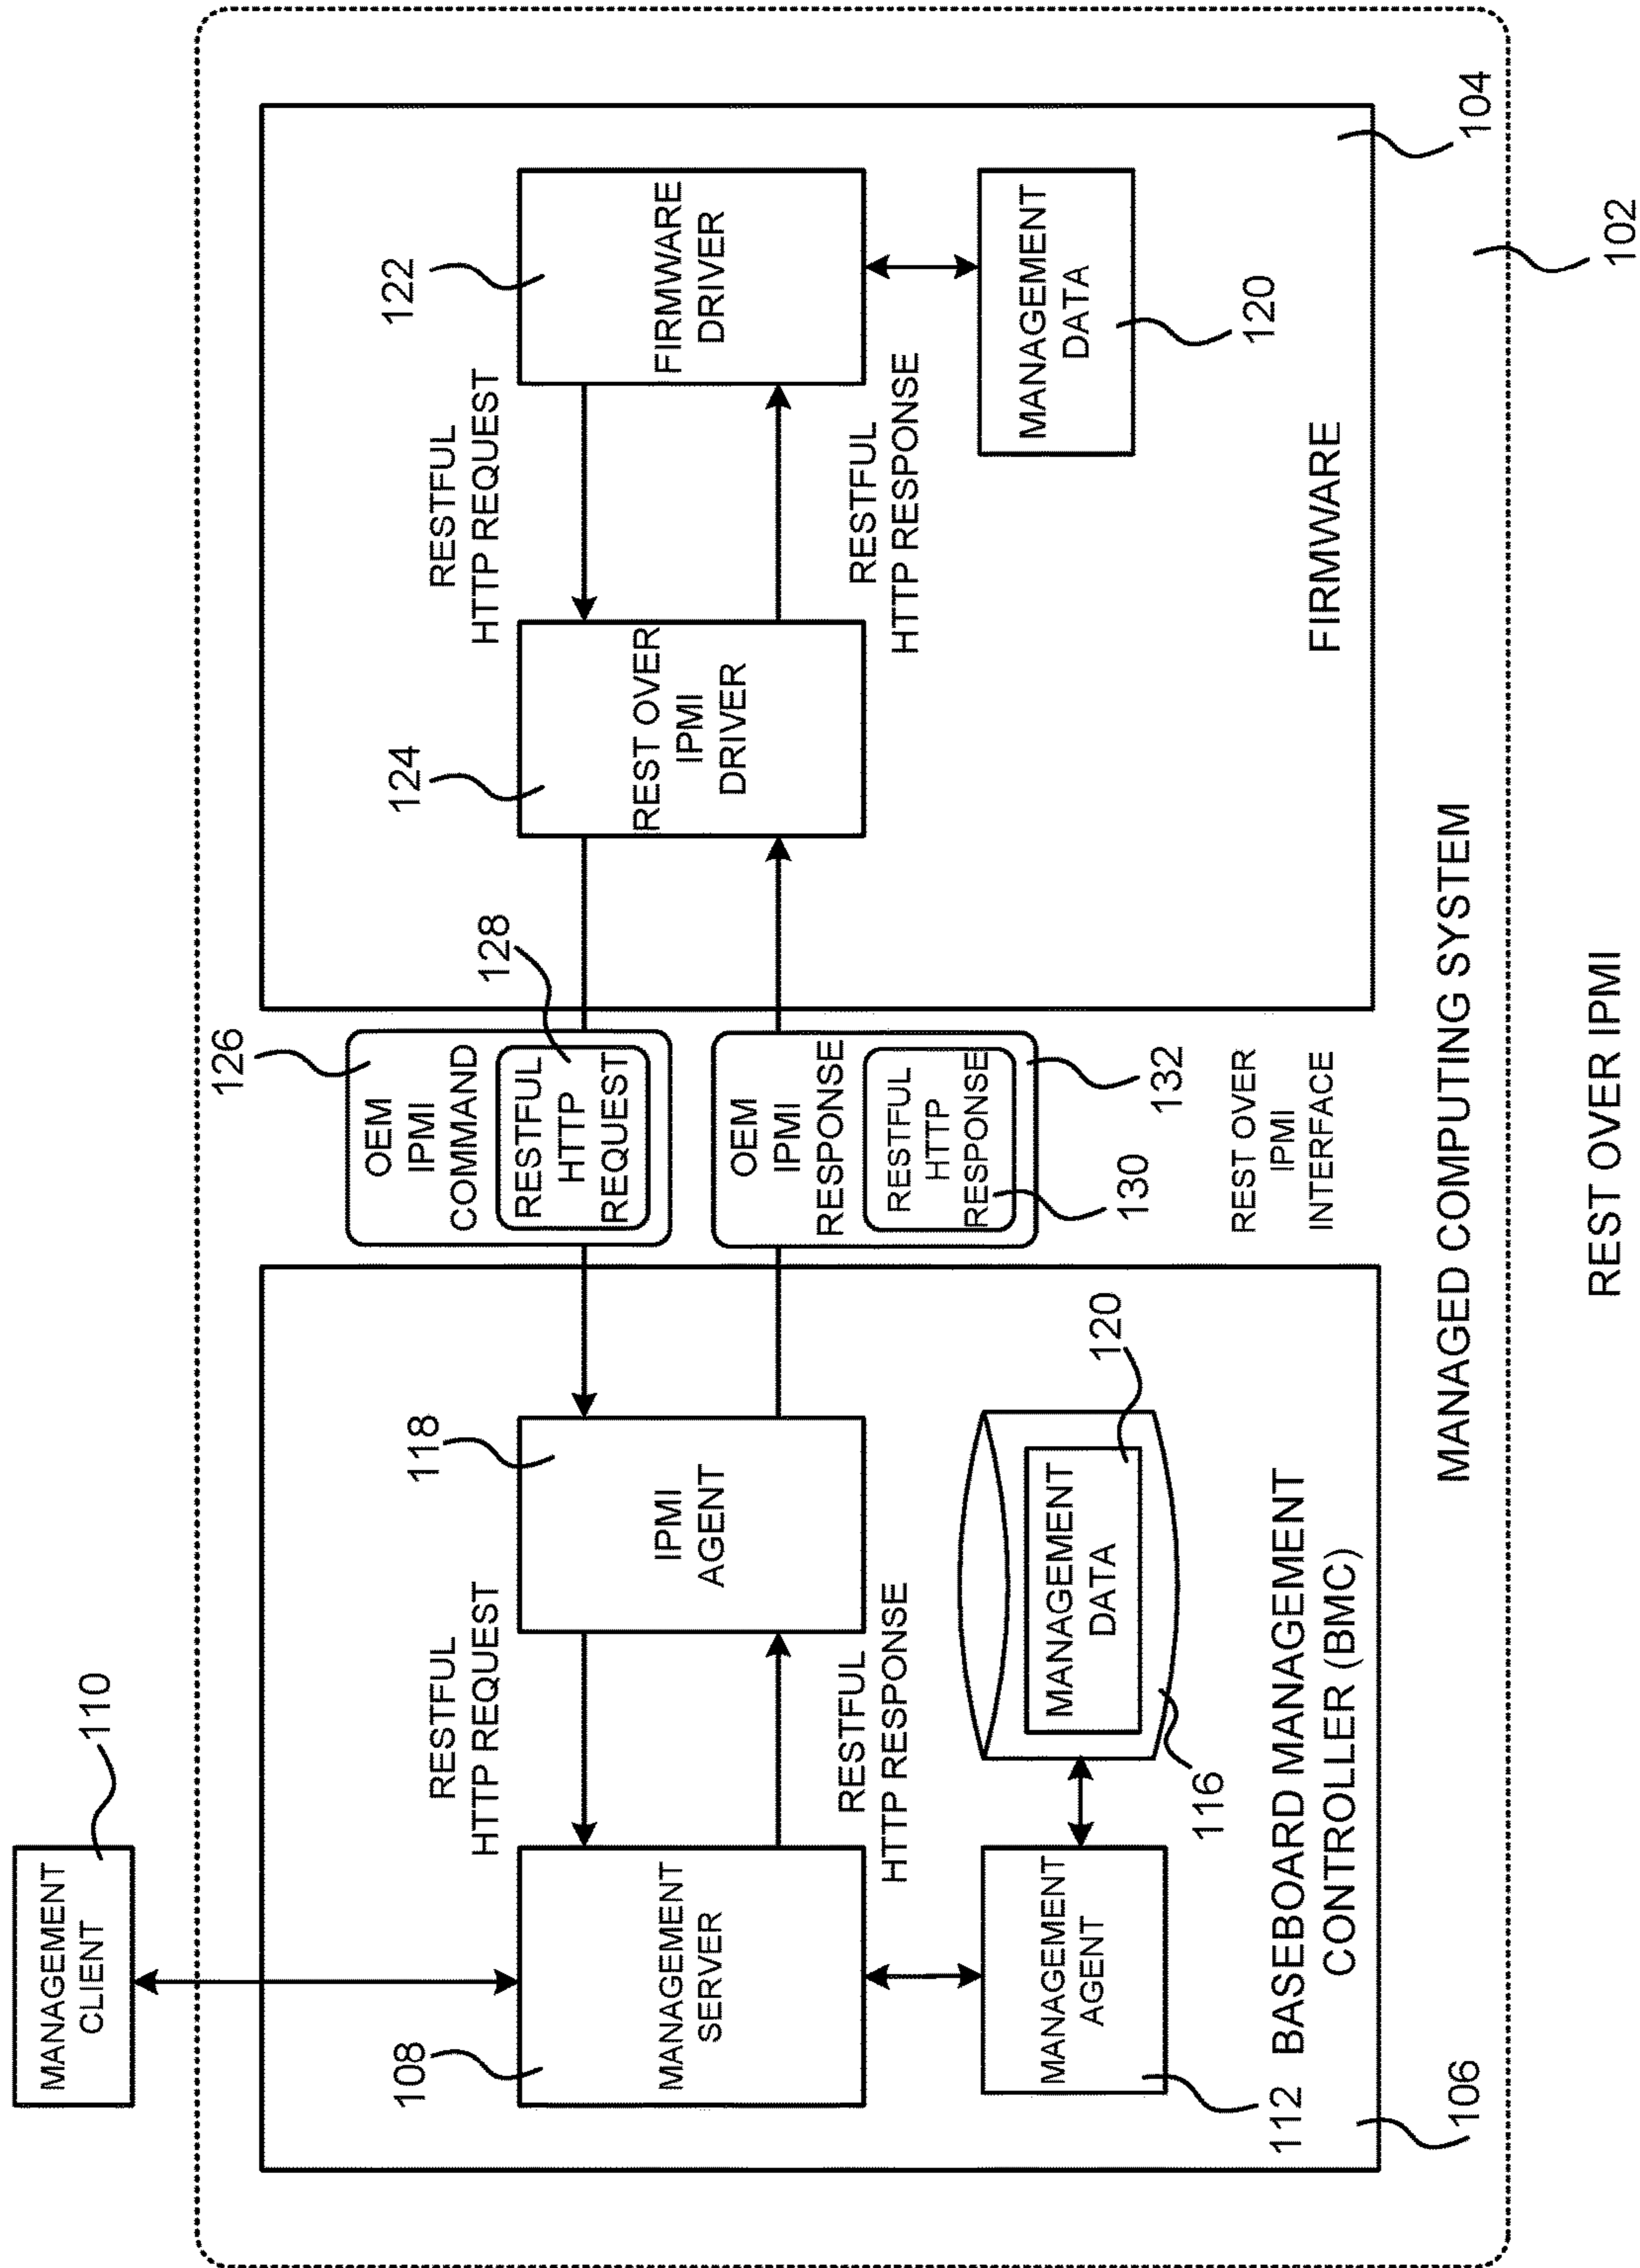 MANAGEMENT
CLIENT
110
108
MANAGEMENT
SERVER
RESTFUL
HTTP REQUEST
RESTFUL
HTTP RESPONSE
118
IPMI
AGENT
MANAGEMENT
AGENT
112
116
MANAGEMENT
DATA
120
BASEBOARD MANAGEMENT
CONTROLLER (BMC)
106
126
OEM
IPMI
COMMAND
128
RESTFUL
HTTP
REQUEST
OEM
IPMI
RESPONSE
RESTFUL
HTTP
RESPONSE
130
132
REST OVER
IPMI
INTERFACE
124
REST OVER
IPMI
DRIVER
RESTFUL
HTTP REQUEST
RESTFUL
HTTP RESPONSE
122
FIRMWARE
DRIVER
MANAGEMENT
DATA
120
FIRMWARE
104
MANAGED COMPUTING SYSTEM
102
REST OVER IPMI